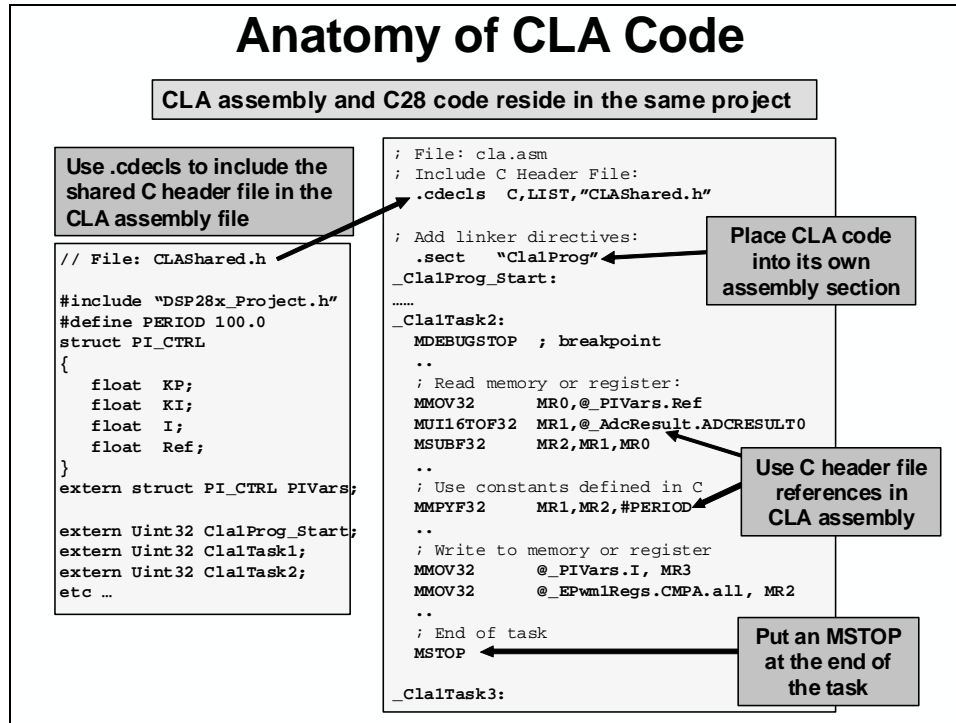 Anatomy of CLA Code
CLA assembly and C28 code reside in the same project
Use .cdecls to include the
shared C header file in the
CLA assembly file
// File: CLAShared.h
#include “DSP28x_Project.h”
#define PERIOD 100.0
struct PI_CTRL
{
float KP;
float KI;
float I;
float Ref;
}
extern struct PI_CTRL PIVars;
extern Uint32 Cla1Prog_Start;
extern Uint32 Cla1Task1;
extern Uint32 Cla1Task2;
etc …
; File: cla.asm
; Include C Header File:
.cdecls C,LIST,”CLAShared.h”
; Add linker directives:
.sect “Cla1Prog”
_Cla1Prog_Start:
……
_Cla1Task2:
MDEBUGSTOP ; breakpoint
..
; Read memory or register:
MMOV32 MR0,@_PIVars.Ref
MUI16TOF32 MR1,@_AdcResult.ADCRESULT0
MSUBF32 MR2,MR1,MR0
..
; Use constants defined in C
MMPYF32 MR1,MR2,#PERIOD
..
; Write to memory or register
MMOV32 @_PIVars.I, MR3
MMOV32 @_EPwm1Regs.CMPA.all, MR2
..
; End of task
MSTOP
_Cla1Task3:
Place CLA code
into its own
assembly section
Use C header file
references in
CLA assembly
Put an MSTOP
at the end of
the task